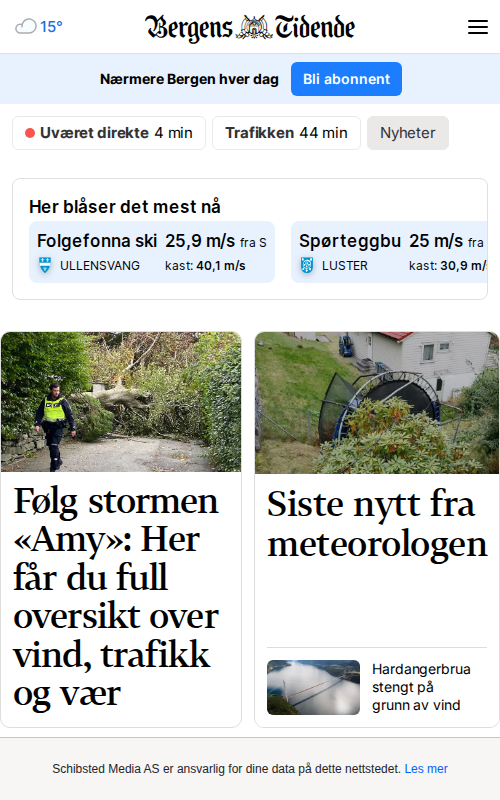 15°
Bergens Tidende
Nærmere Bergen hver dag
Bli abonnent
Uværet direkte 4 min
Trafikken 44 min
Nyheter
Her blåser det mest nå
Folgefonna ski 25,9 m/s fra S
ULLENSVANG kast: 40,1 m/s
Spørteggbu 25 m/s fra
LUSTER kast: 30,9 m/
Følg stormen
«Amy»: Her
får du full
oversikt over
vind, trafikk
og vær
Siste nytt fra
meteorologen
Hardangerbrua
stengt på
grunn av vind
Schibsted Media AS er ansvarlig for dine data på dette nettstedet. Les mer